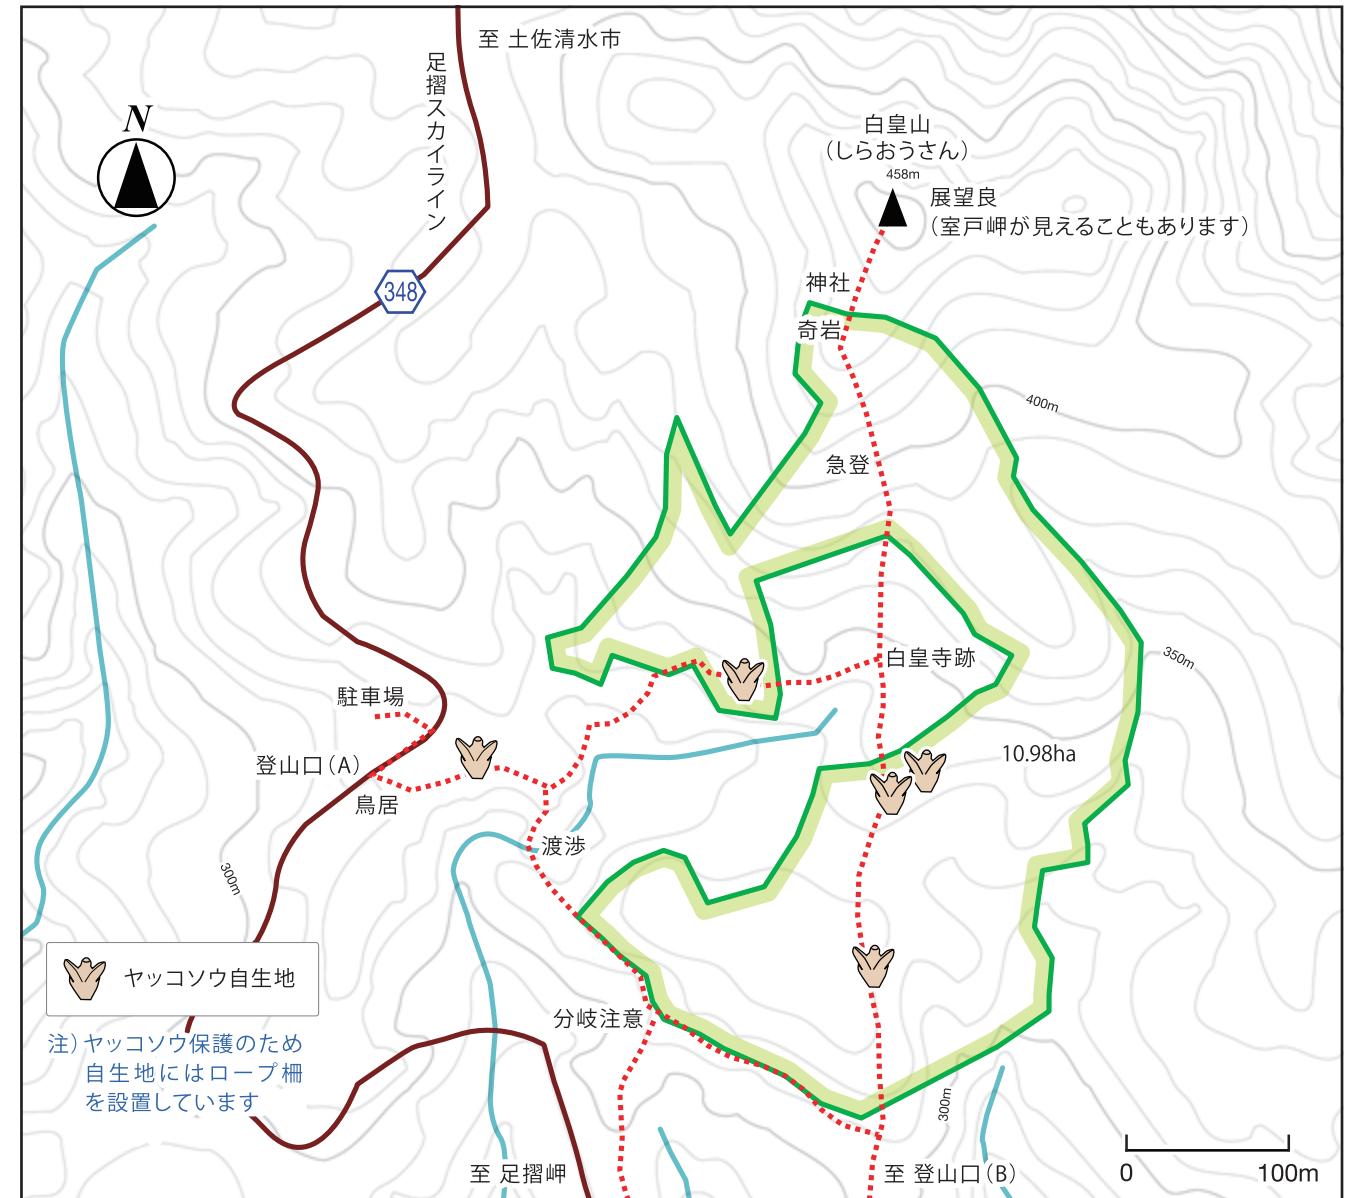 至 土佐清水市
足摺スカイライン
N
348
白皇山
(しらおうさん)
458m
展望良
(室戸岬が見えることもあります)
神社
奇岩
400m
急登
350m
白皇寺跡
駐車場
登山口(A)
鳥居
10.98ha
渡渉
300m
ヤッコソウ自生地
分岐注意
注)ヤッコソウ保護のため
自生地にはロープ柵
を設置しています
300m
至 足摺岬
至 登山口(B)
0 100m